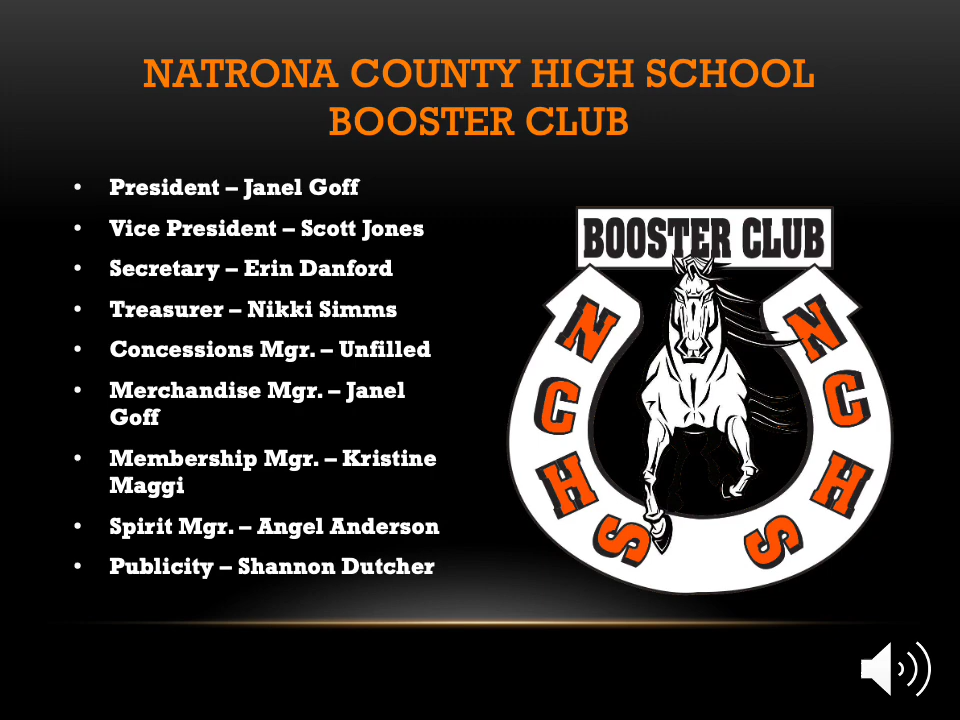 NATRONA COUNTY HIGH SCHOOL
BOOSTER CLUB
• President – Janel Goff
• Vice President – Scott Jones
• Secretary – Erin Danford
• Treasurer – Nikki Simms
• Concessions Mgr. – Unfilled
• Merchandise Mgr. – Janel
Goff
• Membership Mgr. – Kristine
Maggi
• Spirit Mgr. – Angel Anderson
• Publicity – Shannon Dutcher
BOOSTER CLUB
NCHS
NCHS